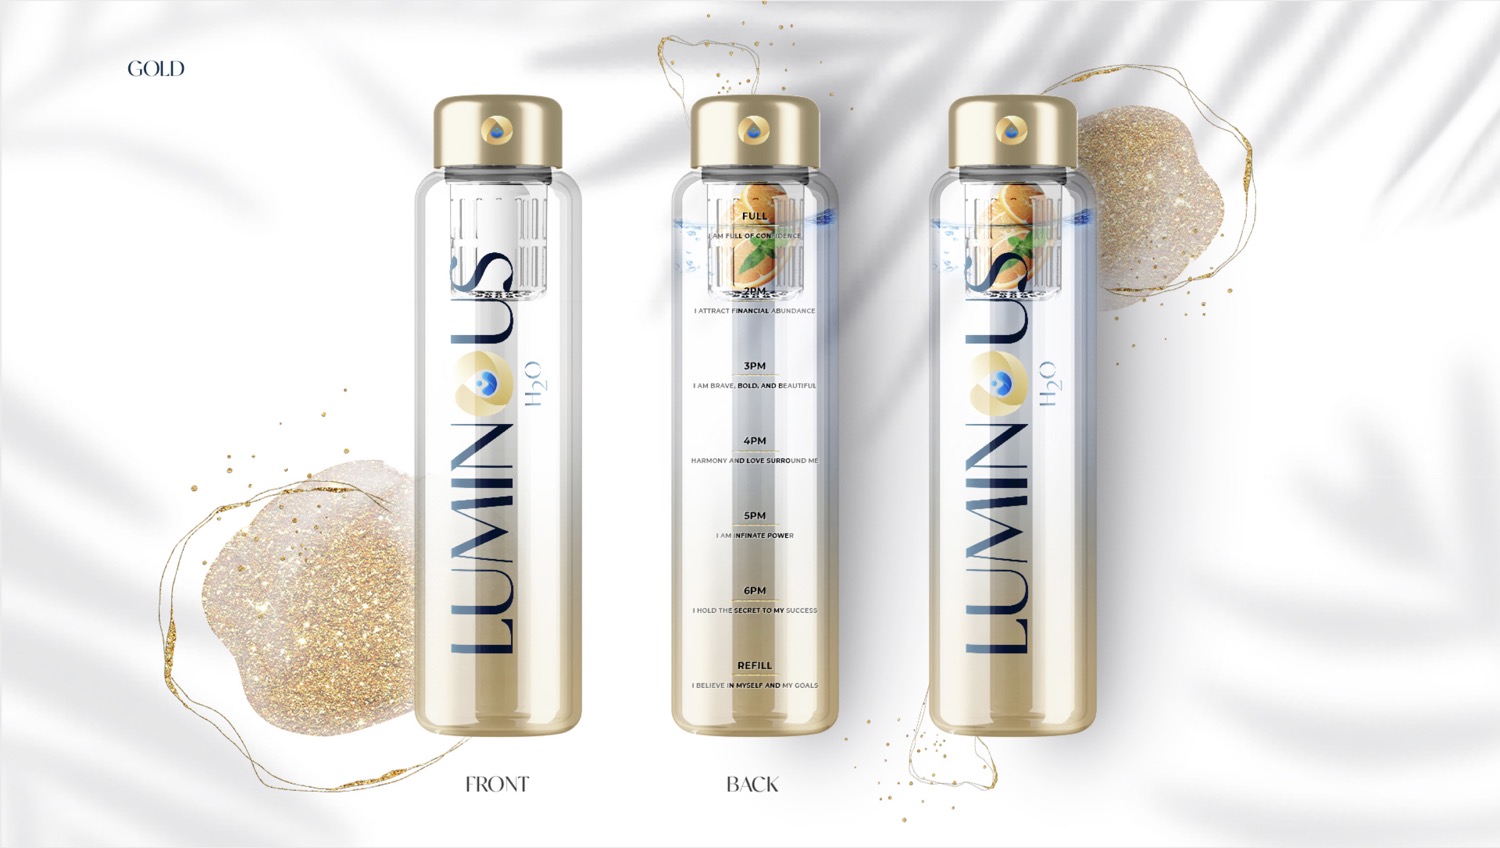 GOLD
LUMINOUS
H2O
FULL
I AM FULL OF CONFIDENCE
2PM
I ATTRACT FINANCIAL ABUNDANCE
3PM
I AM BRAVE, BOLD, AND BEAUTIFUL
4PM
HARMONY AND LOVE SURROUND ME
5PM
I AM INFINATE POWER
6PM
I HOLD THE SECRET TO MY SUCCESS
REFILL
I BELIEVE IN MYSELF AND MY GOALS
LUMINOUS
H2O
FRONT
BACK